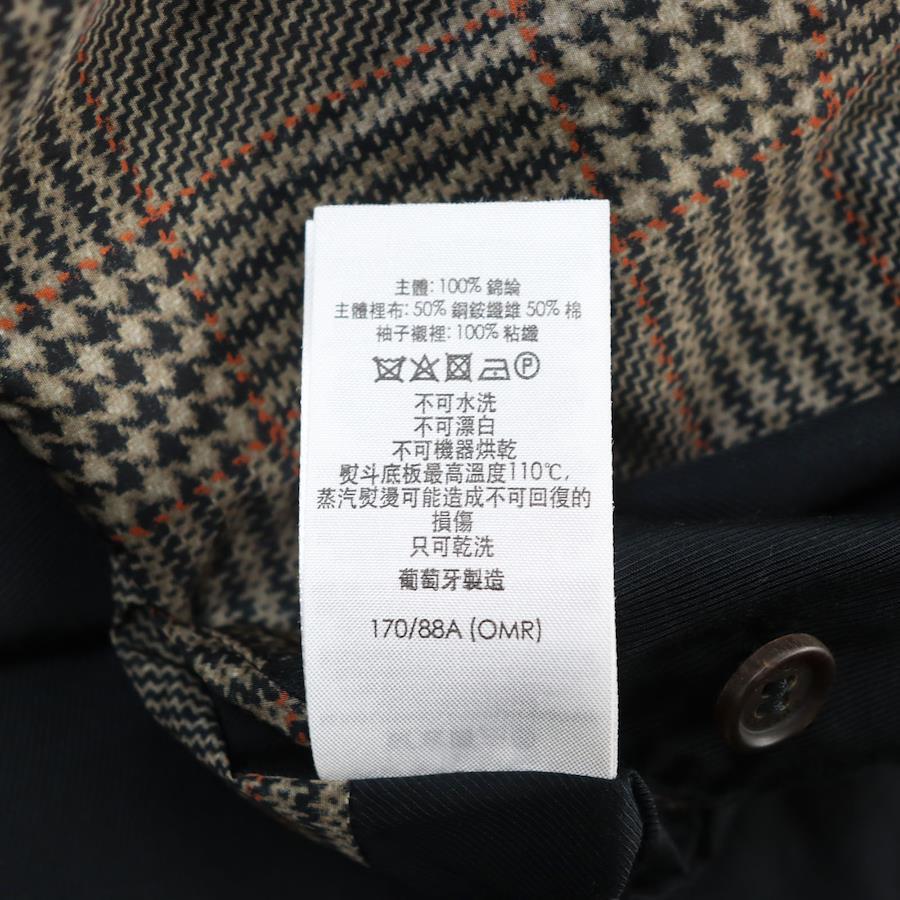 主體: 100% 錦綸
主體裡布: 50% 銅銨纖維 50% 棉
袖子襯裡: 100% 粘纖
P
不可水洗
不可漂白
不可機器烘乾
熨斗底板最高溫度110℃,
蒸汽熨燙可能造成不可回復的
損傷
只可乾洗
葡萄牙製造
170/88A (OMR)